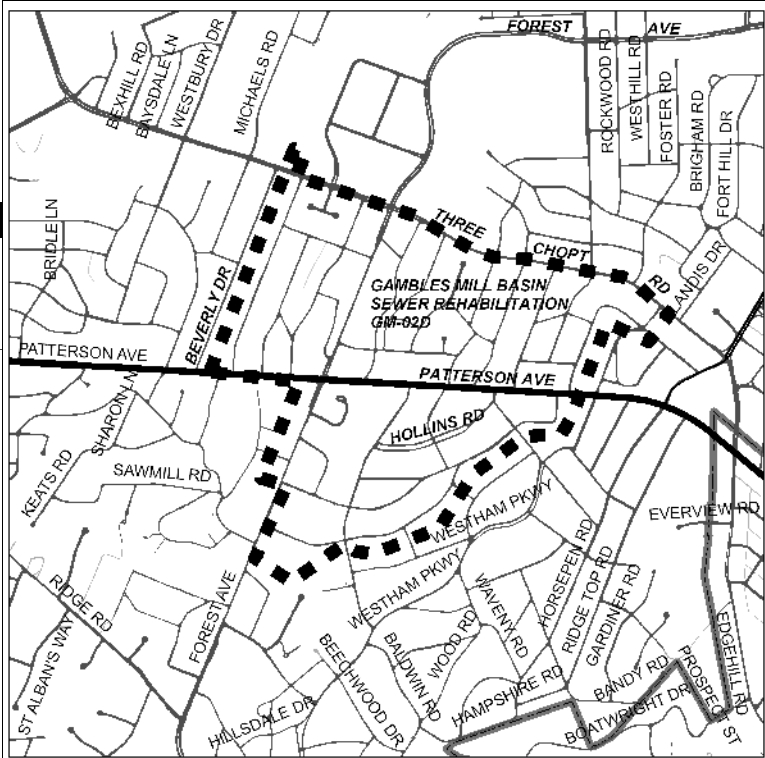 FOREST AVE
BEXHILL RD
BAYSDALE LN
WESTBURY DR
MICHAELS RD
ROCKWOOD RD
WESTHILL RD
FOSTER RD
BRIGHAM RD
FORT HILL DR
BRIDLE LN
THREE CHOPT RD
ANDIS DR
GAMBLES MILL BASIN
SEWER REHABILITATION
GM-02D
BEVERLY DR
PATTERSON AVE
PATTERSON AVE
SHARON LN
HOLLINS RD
KEATS RD
SAWMILL RD
WESTHAM PKWY
EVERVIEW RD
WESTHAM PKWY
RIDGE RD
FOREST AVE
ST ALBAN'S WAY
HILLSDALE DR
BEECHWOOD DR
BALDWIN RD
WOOD RD
WAVENY RD
HORSEPEN RD
RIDGE TOP RD
GARDINER RD
HAMPSHIRE RD
BANDY RD
BOATWRIGHT DR
PROSPECT ST
EDGEHILL RD